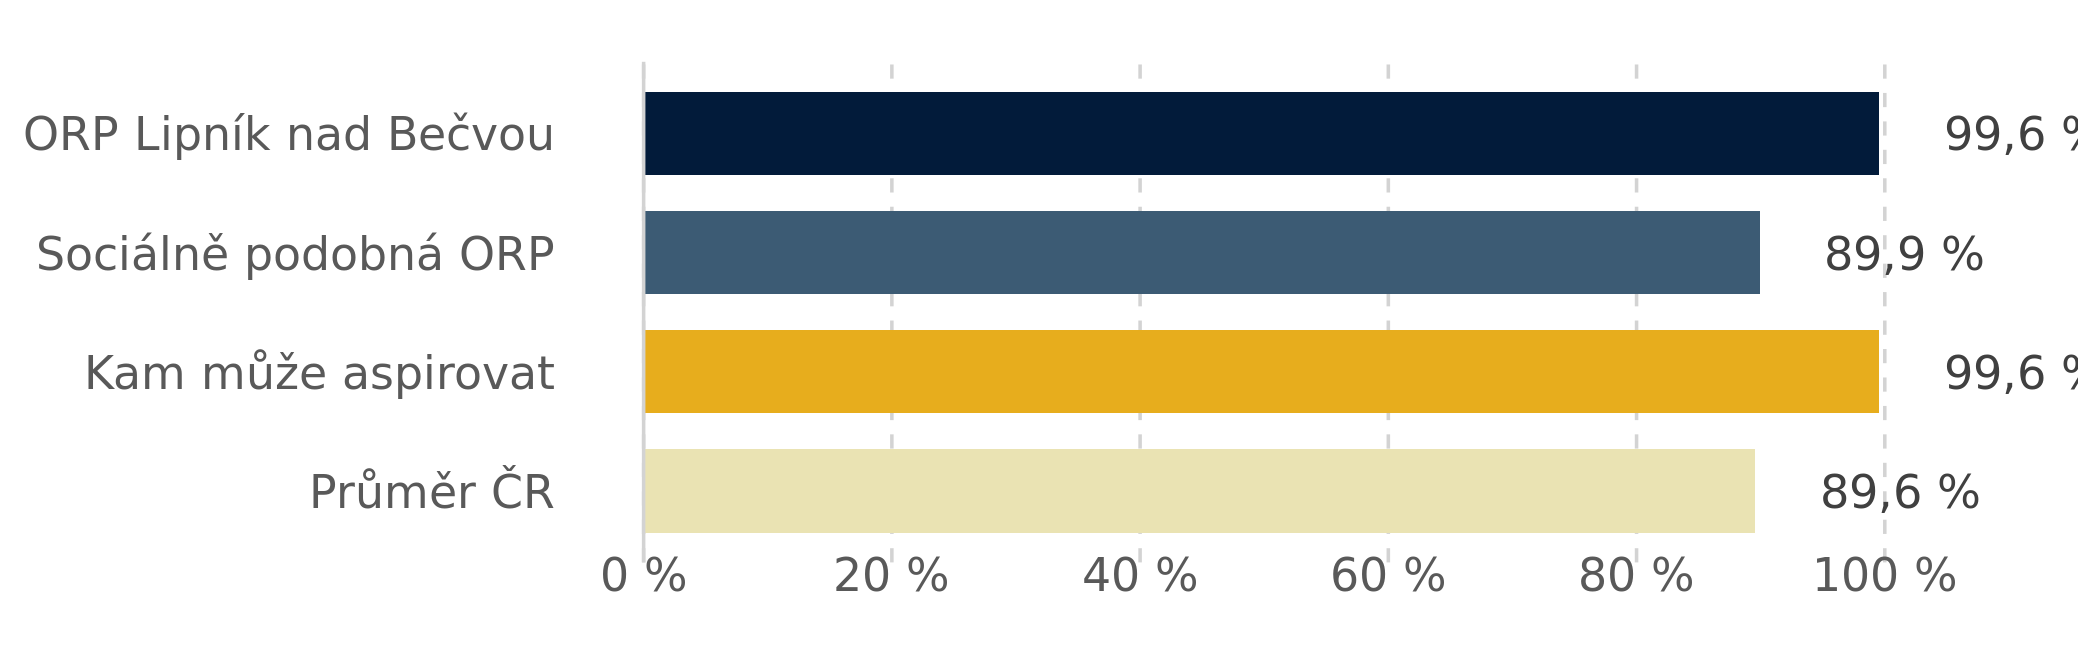 ORP Lipník nad Bečvou 99,6 %
Sociálně podobná ORP 89,9 %
Kam může aspirovat 99,6 %
Průměr ČR 89,6 %
0 % 20 % 40 % 60 % 80 % 100 %